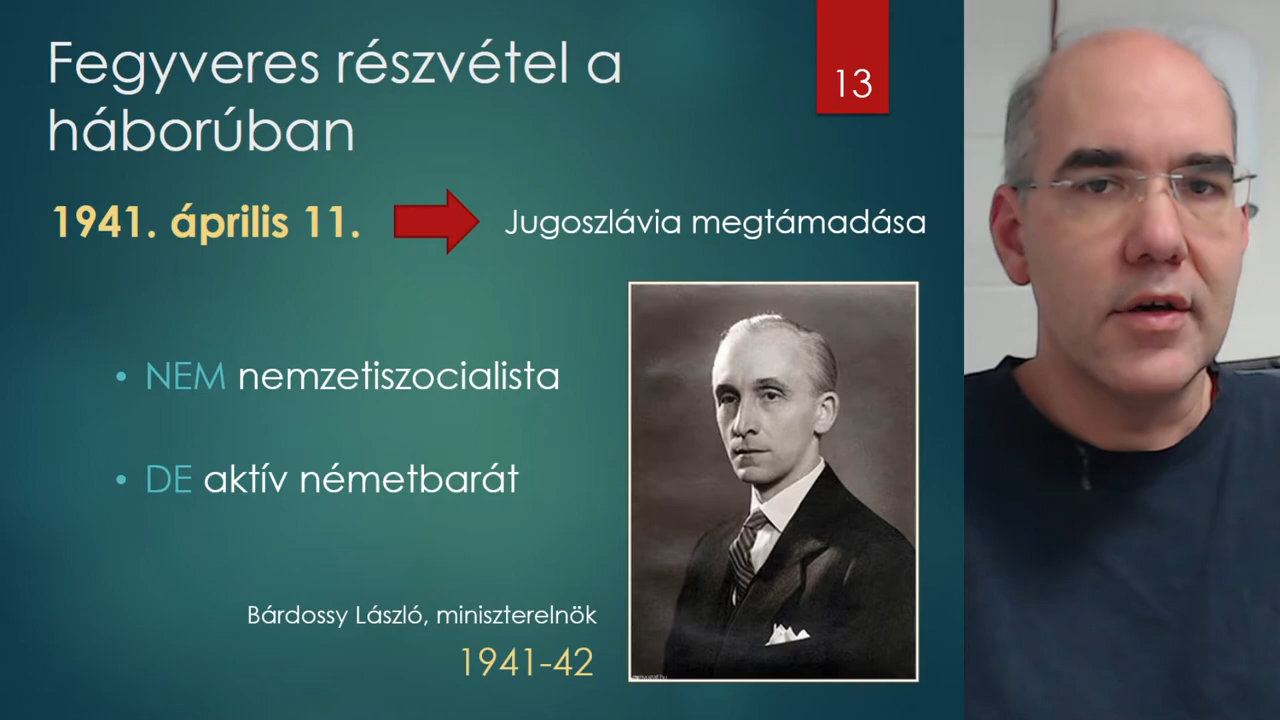 Fegyveres részvétel a
háborúban
13
1941. április 11.
Jugoszlávia megtámadása
• NEM nemzetiszocialista
• DE aktív németbarát
Bárdossy László, miniszterelnök
1941-42